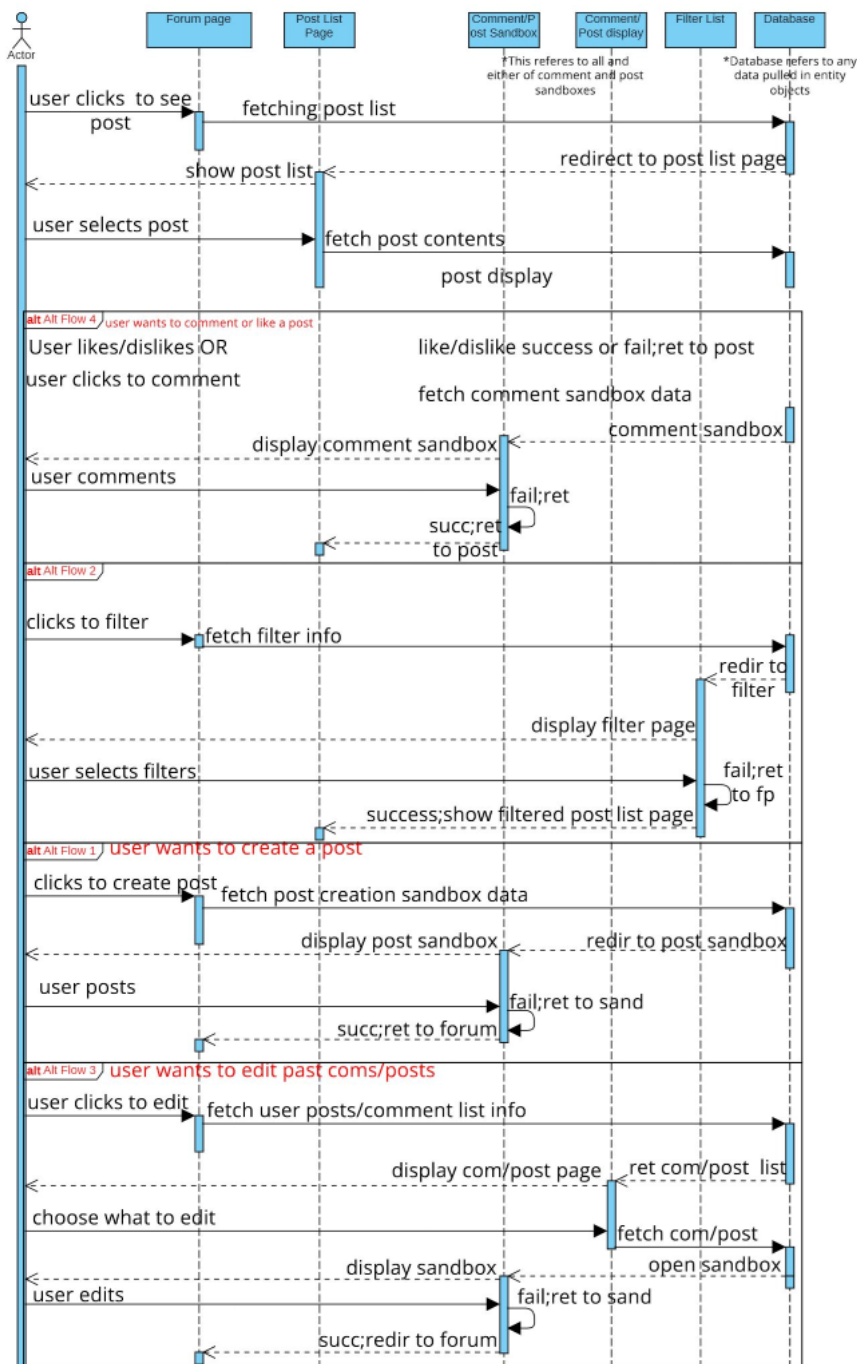 Forum page
Post List
Page
Comment/P
ost Sandbox
Comment/
Post display
Filter List
Database
Actor
*This referes to all and
either of comment and post
sandboxes
*Database refers to any
data pulled in entity
objects
user clicks to see
post
fetching post list
redirect to post list page
show post list
user selects post
fetch post contents
post display
alt Alt Flow 4
user wants to comment or like a post
User likes/dislikes OR
like/dislike success or fail;ret to post
user clicks to comment
fetch comment sandbox data
comment sandbox
display comment sandbox
user comments
fail;ret
succ;ret
to post
alt Alt Flow 2
clicks to filter
fetch filter info
redir to
filter
display filter page
user selects filters
fail;ret
to fp
success;show filtered post list page
alt Alt Flow 1
user wants to create a post
clicks to create post
fetch post creation sandbox data
display post sandbox
redir to post sandbox
user posts
fail;ret to sand
succ;ret to forum
alt Alt Flow 3
user wants to edit past coms/posts
user clicks to edit
fetch user posts/comment list info
display com/post page
ret com/post list
choose what to edit
fetch com/post
display sandbox
open sandbox
user edits
fail;ret to sand
succ;redir to forum